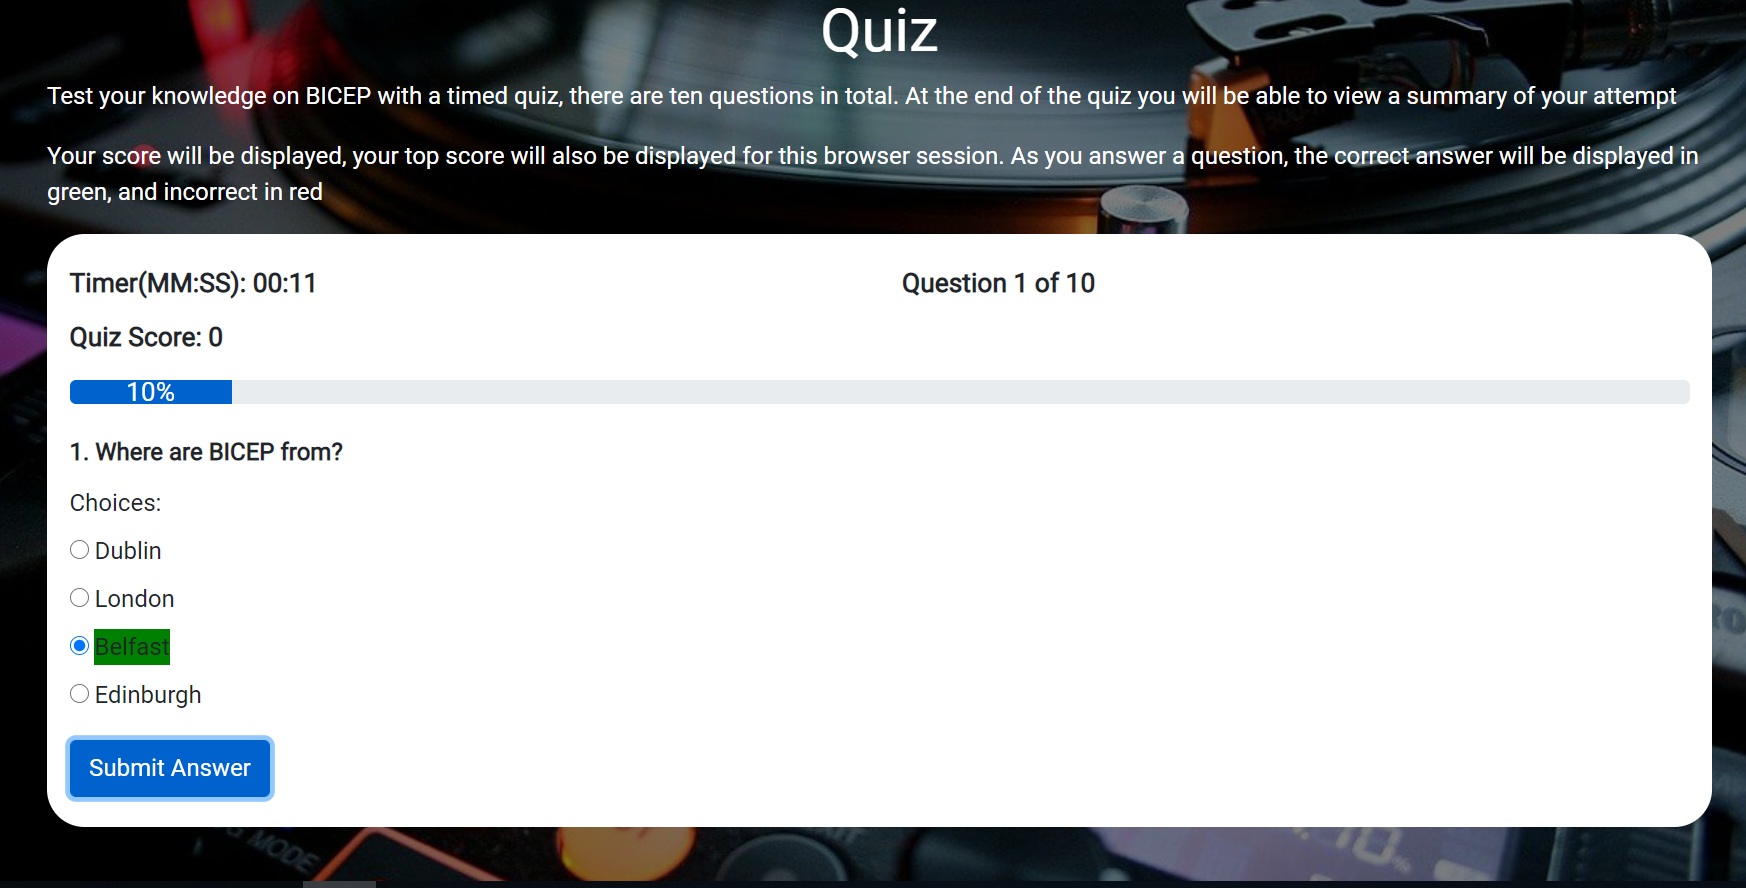 Quiz
Test your knowledge on BICEP with a timed quiz, there are ten questions in total. At the end of the quiz you will be able to view a summary of your attempt
Your score will be displayed, your top score will also be displayed for this browser session. As you answer a question, the correct answer will be displayed in
green, and incorrect in red
Timer(MM:SS): 00:11
Question 1 of 10
Quiz Score: 0
10%
1. Where are BICEP from?
Choices:
Dublin
London
Belfast
Edinburgh
Submit Answer
MODE